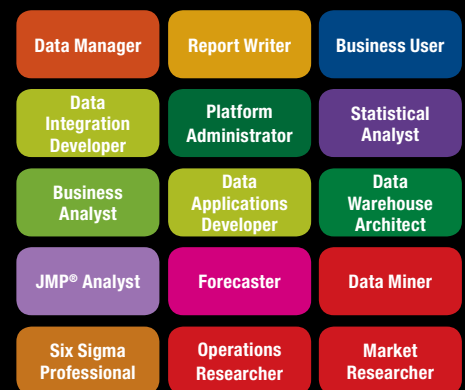 Data Manager
Report Writer
Business User
Data
Integration
Developer
Platform
Administrator
Statistical
Analyst
Business
Analyst
Data
Applications
Developer
Data
Warehouse
Architect
JMP® Analyst
Forecaster
Data Miner
Six Sigma
Professional
Operations
Researcher
Market
Researcher